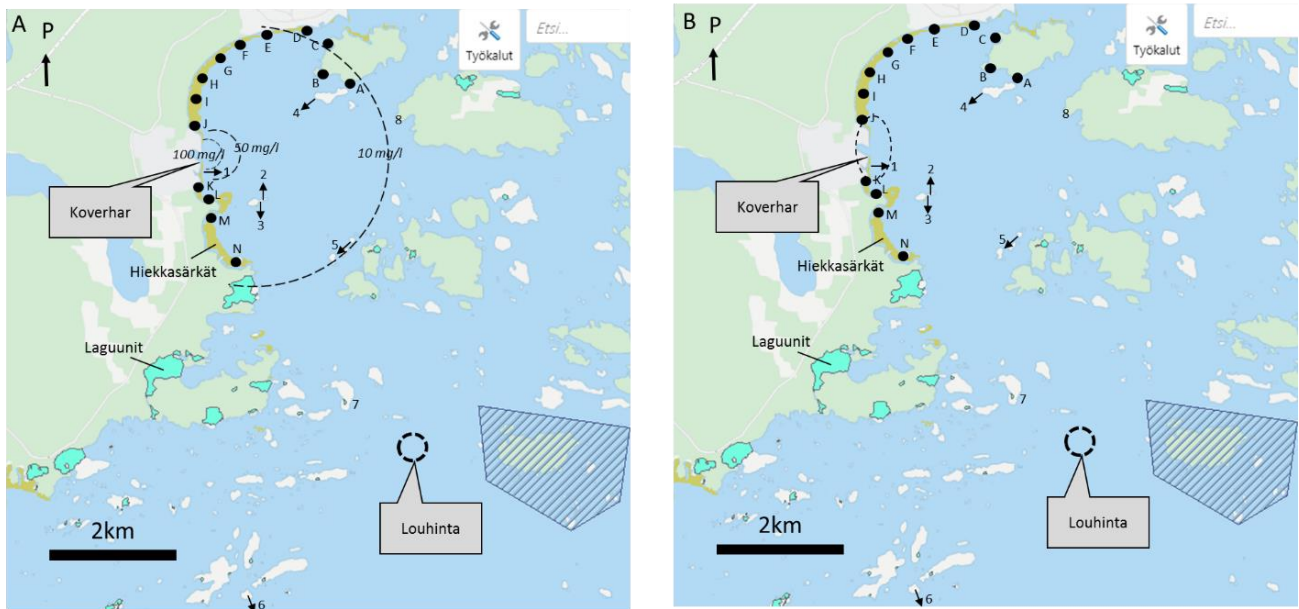 A
P
Etsi...
Työkalut
D
C
E
F
G
H
I
J
B
A
4
8
100 mg/l
50 mg/l
10 mg/l
1
2
K
L
Koverhar
3
M
5
N
Hiekkasärkät
Laguunit
7
Louhinta
2km
6
B
P
Etsi...
Työkalut
D
C
E
F
G
H
I
J
B
A
4
8
1
2
K
L
Koverhar
3
M
5
N
Hiekkasärkät
Laguunit
7
Louhinta
2km
6